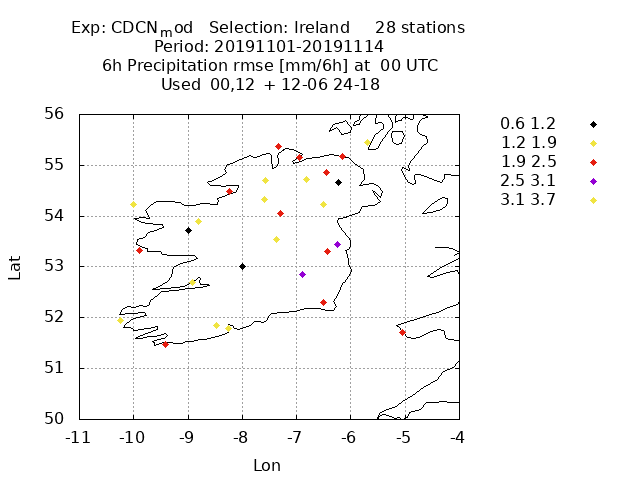 Exp: CDCN_mod   Selection: Ireland     28 stations
Period: 20191101-20191114
6h Precipitation rmse [mm/6h] at  00 UTC
Used  00,12  + 12-06 24-18
56
55
54
53
52
51
50
-11 -10 -9 -8 -7 -6 -5 -4
Lat
Lon
0.6 1.2
1.2 1.9
1.9 2.5
2.5 3.1
3.1 3.7